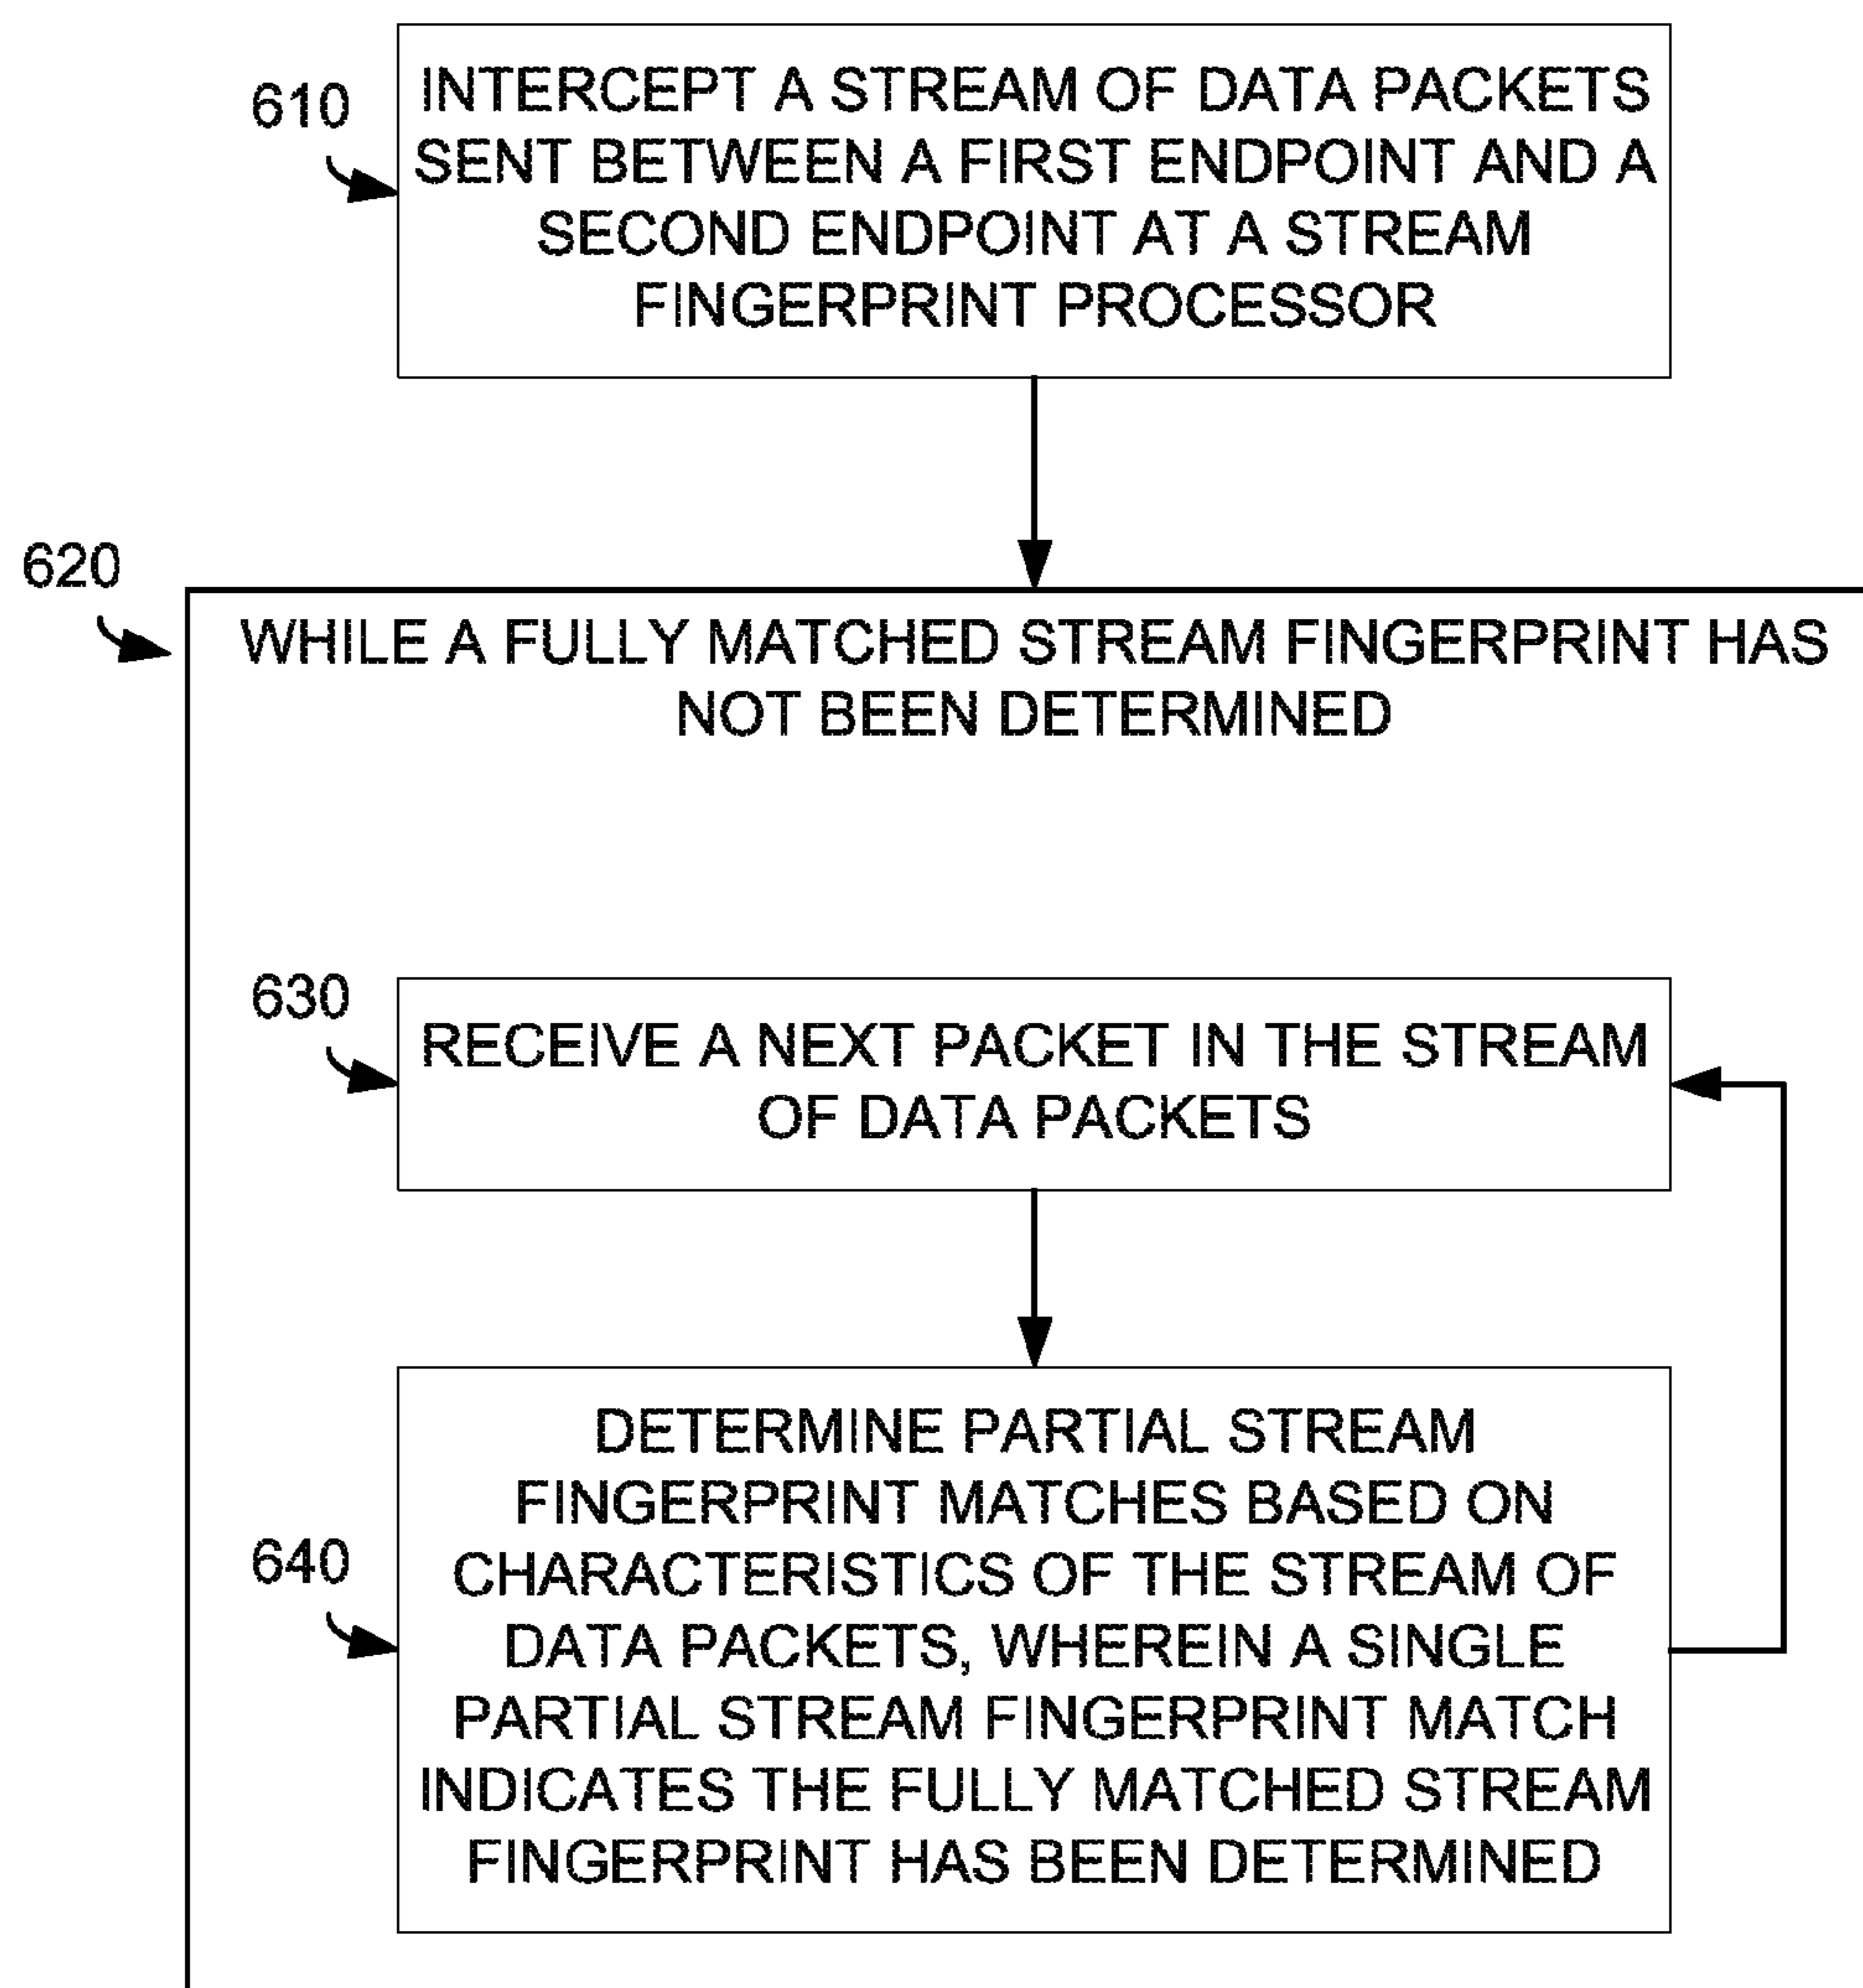 610
INTERCEPT A STREAM OF DATA PACKETS
SENT BETWEEN A FIRST ENDPOINT AND A
SECOND ENDPOINT AT A STREAM
FINGERPRINT PROCESSOR
620
WHILE A FULLY MATCHED STREAM FINGERPRINT HAS
NOT BEEN DETERMINED
630
RECEIVE A NEXT PACKET IN THE STREAM
OF DATA PACKETS
640
DETERMINE PARTIAL STREAM
FINGERPRINT MATCHES BASED ON
CHARACTERISTICS OF THE STREAM OF
DATA PACKETS, WHEREIN A SINGLE
PARTIAL STREAM FINGERPRINT MATCH
INDICATES THE FULLY MATCHED STREAM
FINGERPRINT HAS BEEN DETERMINED